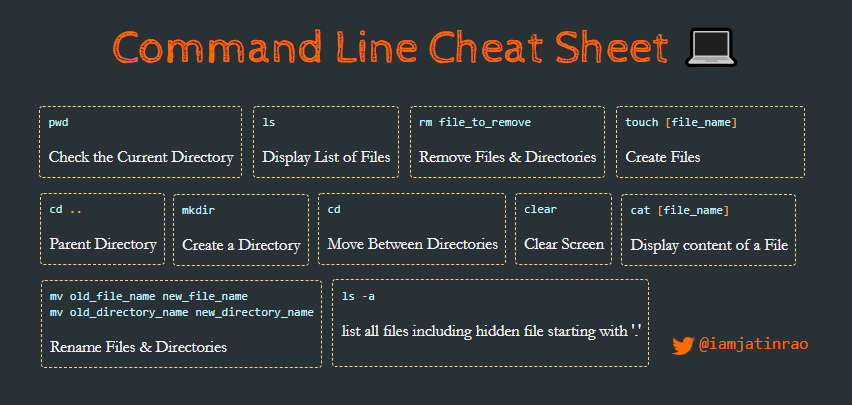 Command Line Cheat Sheet
pwd
Check the Current Directory
ls
Display List of Files
rm file_to_remove
Remove Files & Directories
touch [file_name]
Create Files
cd ..
Parent Directory
mkdir
Create a Directory
cd
Move Between Directories
clear
Clear Screen
cat [file_name]
Display content of a File
mv old_file_name new_file_name
mv old_directory_name new_directory_name
Rename Files & Directories
ls -a
list all files including hidden file starting with '.'
@iamjatinrao